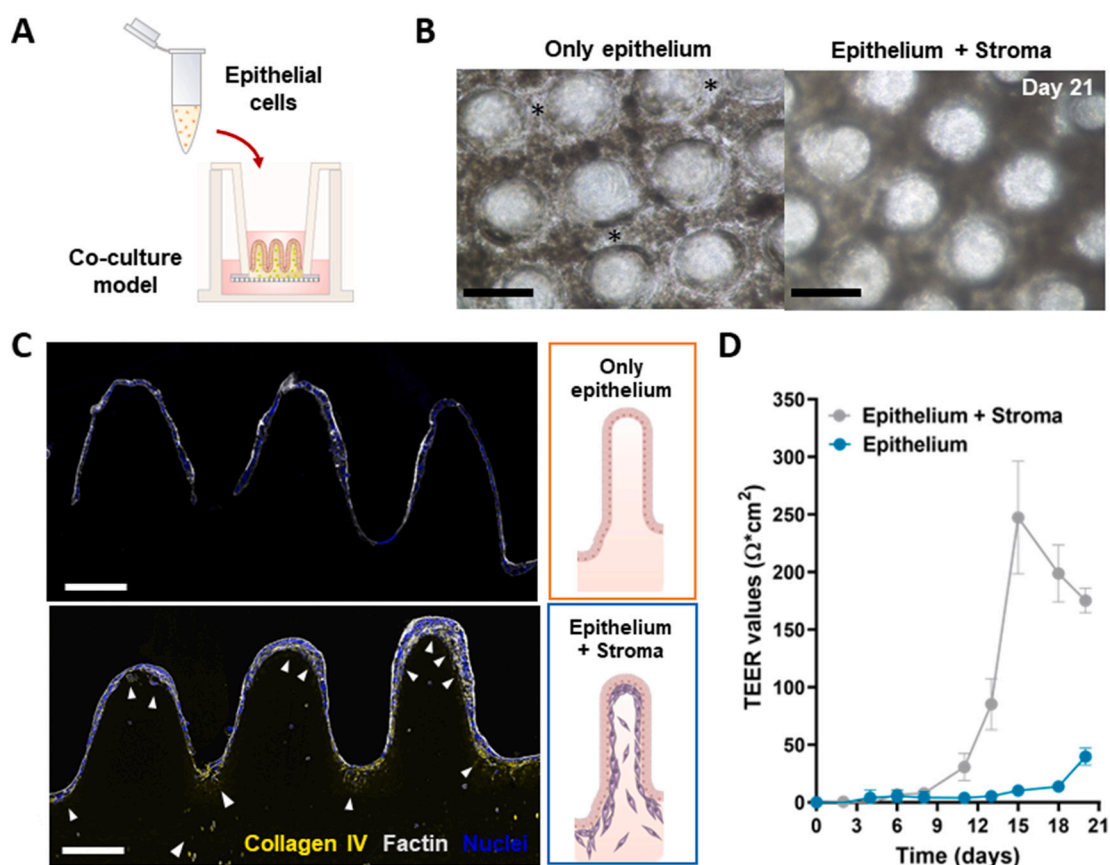 A
Epithelial
cells
Co-culture
model
B
Only epithelium
Epithelium + Stroma
*
*
*
Day 21
C
Only
epithelium
Epithelium
+ Stroma
Collagen IV Factin Nuclei
D
Epithelium + Stroma
Epithelium
TEER values (Ω*cm²)
350
300
250
200
150
100
50
0
0 3 6 9 12 15 18 21
Time (days)